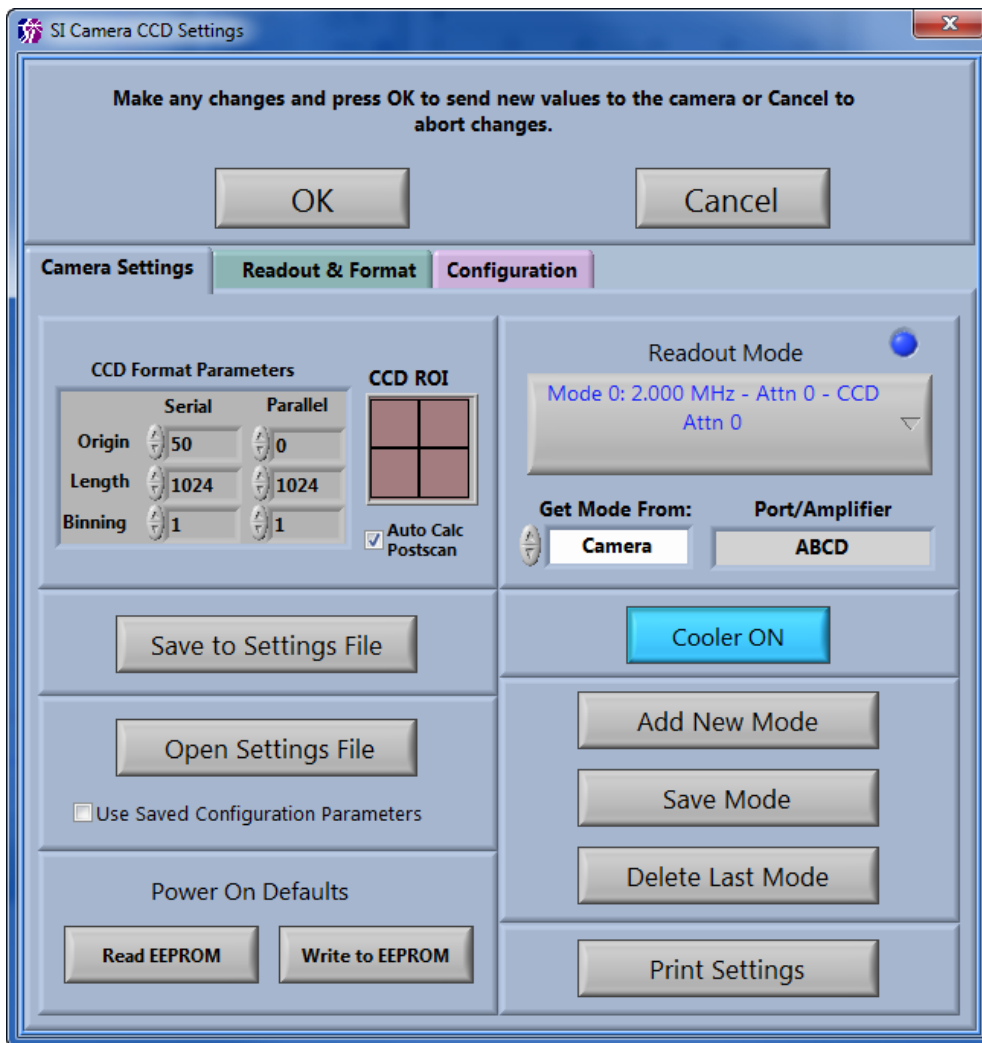 SI Camera CCD Settings
Make any changes and press OK to send new values to the camera or Cancel to
abort changes.
OK
Cancel
Camera Settings
Readout & Format
Configuration
CCD Format Parameters
Serial
Parallel
Origin
50
0
Length
1024
1024
Binning
1
1
CCD ROI
Auto Calc
Postscan
Readout Mode
Mode 0: 2.000 MHz - Attn 0 - CCD
Attn 0
Get Mode From:
Camera
Port/Amplifier
ABCD
Save to Settings File
Cooler ON
Open Settings File
Use Saved Configuration Parameters
Add New Mode
Save Mode
Delete Last Mode
Power On Defaults
Read EEPROM
Write to EEPROM
Print Settings